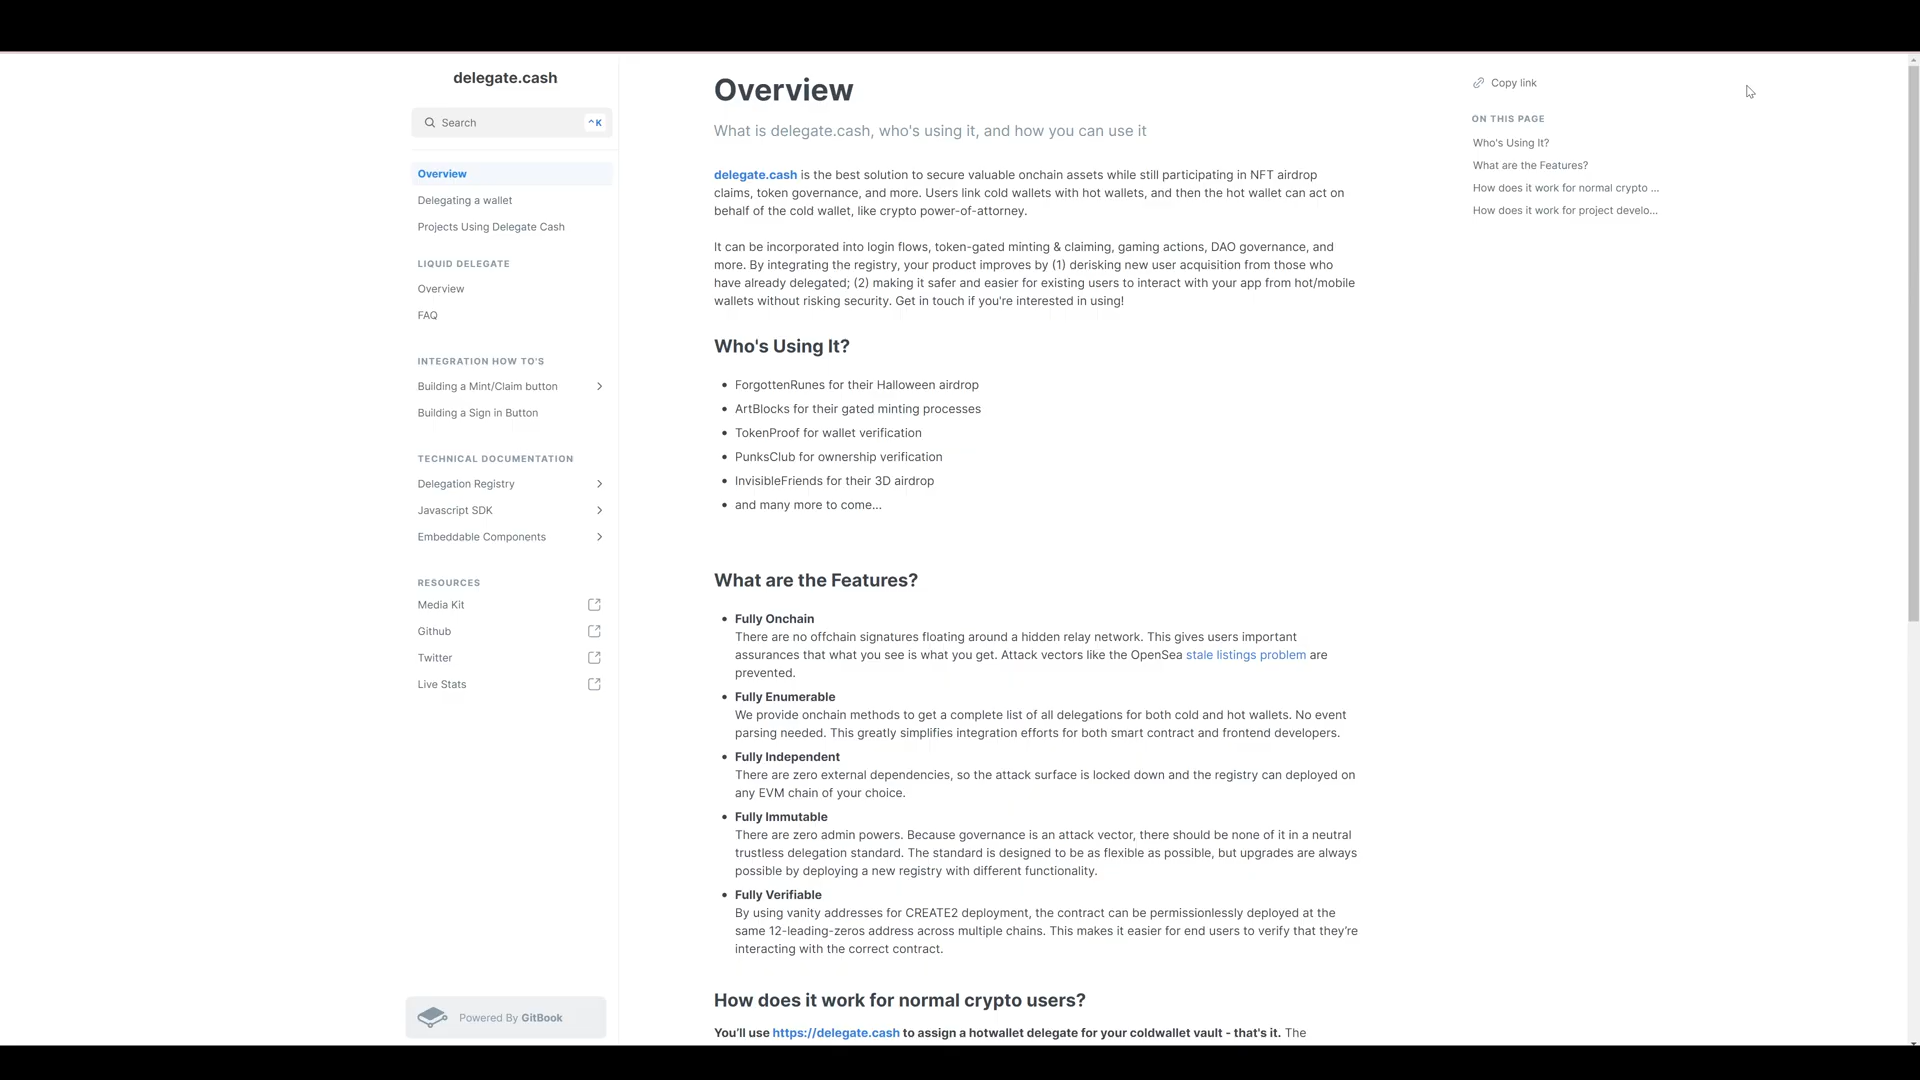 delegate.cash
Search
^K
Overview
Delegating a wallet
Projects Using Delegate Cash
LIQUID DELEGATE
Overview
FAQ
INTEGRATION HOW TO'S
Building a Mint/Claim button
Building a Sign in Button
TECHNICAL DOCUMENTATION
Delegation Registry
Javascript SDK
Embeddable Components
RESOURCES
Media Kit
Github
Twitter
Live Stats
Powered By GitBook
Overview
What is delegate.cash, who's using it, and how you can use it
delegate.cash is the best solution to secure valuable onchain assets while still participating in NFT airdrop
claims, token governance, and more. Users link cold wallets with hot wallets, and then the hot wallet can act on
behalf of the cold wallet, like crypto power-of-attorney.
It can be incorporated into login flows, token-gated minting & claiming, gaming actions, DAO governance, and
more. By integrating the registry, your product improves by (1) derisking new user acquisition from those who
have already delegated; (2) making it safer and easier for existing users to interact with your app from hot/mobile
wallets without risking security. Get in touch if you're interested in using!
Who's Using It?
• ForgottenRunes for their Halloween airdrop
• ArtBlocks for their gated minting processes
• TokenProof for wallet verification
• PunksClub for ownership verification
• InvisibleFriends for their 3D airdrop
• and many more to come...
What are the Features?
• Fully Onchain
There are no offchain signatures floating around a hidden relay network. This gives users important
assurances that what you see is what you get. Attack vectors like the OpenSea stale listings problem are
prevented.
• Fully Enumerable
We provide onchain methods to get a complete list of all delegations for both cold and hot wallets. No event
parsing needed. This greatly simplifies integration efforts for both smart contract and frontend developers.
• Fully Independent
There are zero external dependencies, so the attack surface is locked down and the registry can deployed on
any EVM chain of your choice.
• Fully Immutable
There are zero admin powers. Because governance is an attack vector, there should be none of it in a neutral
trustless delegation standard. The standard is designed to be as flexible as possible, but upgrades are always
possible by deploying a new registry with different functionality.
• Fully Verifiable
By using vanity addresses for CREATE2 deployment, the contract can be permissionlessly deployed at the
same 12-leading-zeros address across multiple chains. This makes it easier for end users to verify that they're
interacting with the correct contract.
How does it work for normal crypto users?
You'll use https://delegate.cash to assign a hotwallet delegate for your coldwallet vault - that's it. The
Copy link
ON THIS PAGE
Who's Using It?
What are the Features?
How does it work for normal crypto ...
How does it work for project develo...